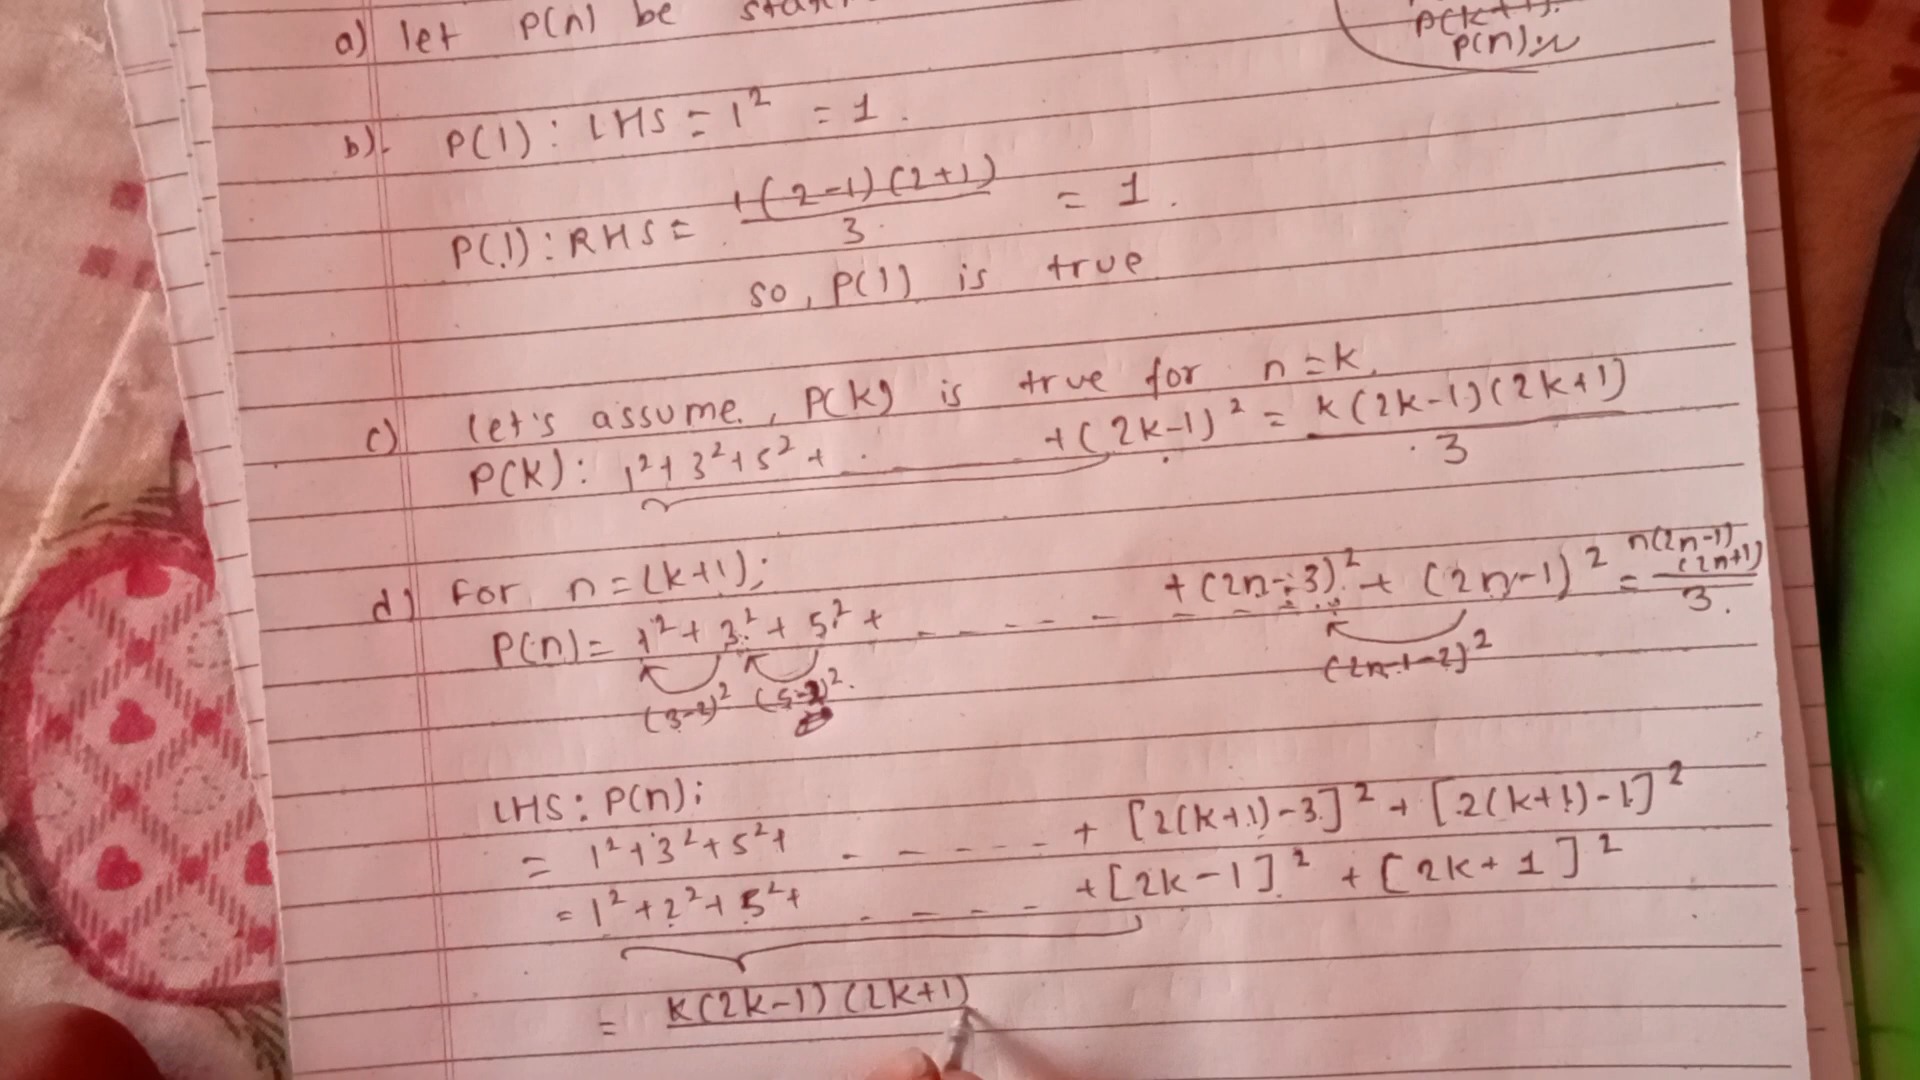 a) let P(n) be
P(k+1).
P(n):
b). P(1) : LHS = 1² = 1.
P(1) : RHS = 1(2-1)(2+1)/3 = 1.
so, P(1) is true
c) let's assume, P(k) is true for n=k.
P(k) : 1² + 3² + 5² + ... +(2k-1)² = k(2k-1)(2k+1)/3
d) For n = (k+1);
P(n) = 1² + 3² + 5² + - - - - - - - + (2n-3)² + (2n-1)² = n(2n-1)(2n+1)/3.
(3-2)² (5-2)². (2n-1-2)²
LHS : P(n);
= 1² + 3² + 5² + - - - - - + [2(k+1)-3]² + [2(k+1)-1]²
= 1² + 2² + 5² + - - - - +[2k-1]² + [2k+1]²
= k(2k-1)(2k+1)